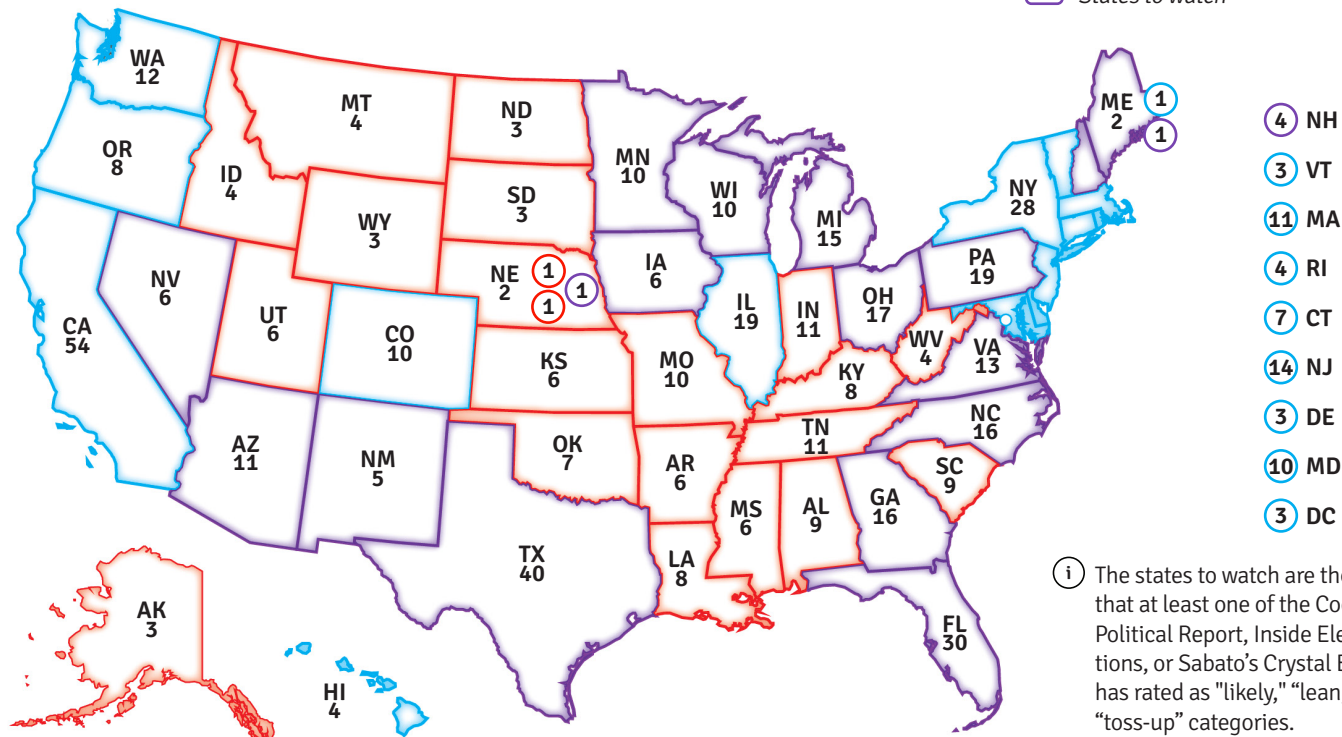 States to watch
WA
12
OR
8
CA
54
NV
6
ID
4
MT
4
WY
3
UT
6
CO
10
AZ
11
NM
5
ND
3
SD
3
NE
2
1
1
1
KS
6
OK
7
TX
40
MN
10
IA
6
MO
10
AR
6
LA
8
WI
10
IL
19
MI
15
IN
11
OH
17
KY
8
TN
11
MS
6
AL
9
GA
16
FL
30
SC
9
NC
16
VA
13
WV
4
PA
19
NY
28
ME
2
1
1
AK
3
HI
4
4 NH
3 VT
11 MA
4 RI
7 CT
14 NJ
3 DE
10 MD
3 DC
i The states to watch are the
that at least one of the Co
Political Report, Inside Ele
tions, or Sabato’s Crystal B
has rated as "likely," “lean
“toss-up” categories.